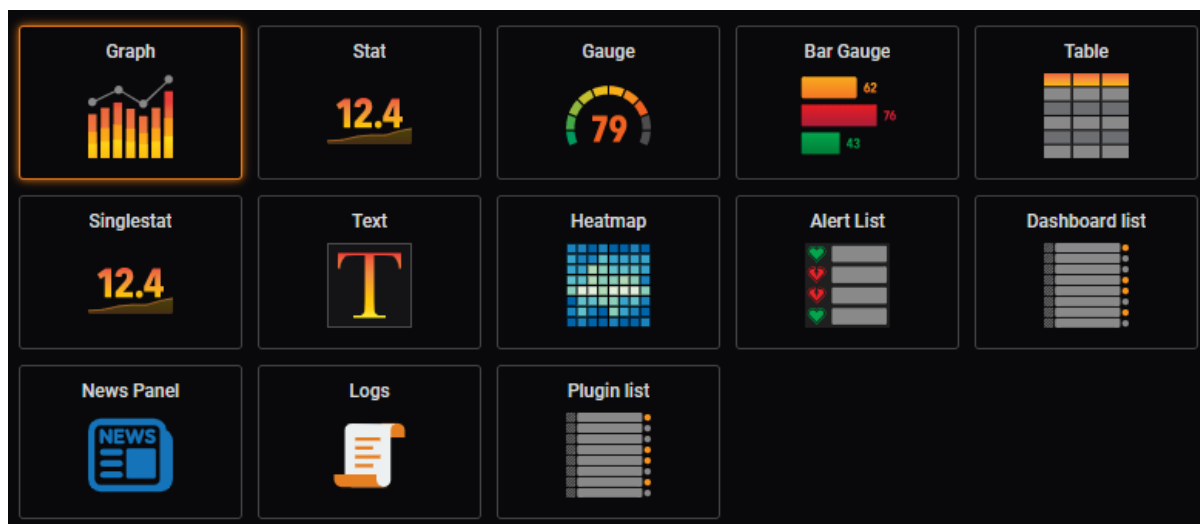 Graph
Stat
12.4
Gauge
79
Bar Gauge
62
76
43
Table
Singlestat
12.4
Text
T
Heatmap
Alert List
Dashboard list
News Panel
NEWS
Logs
Plugin list